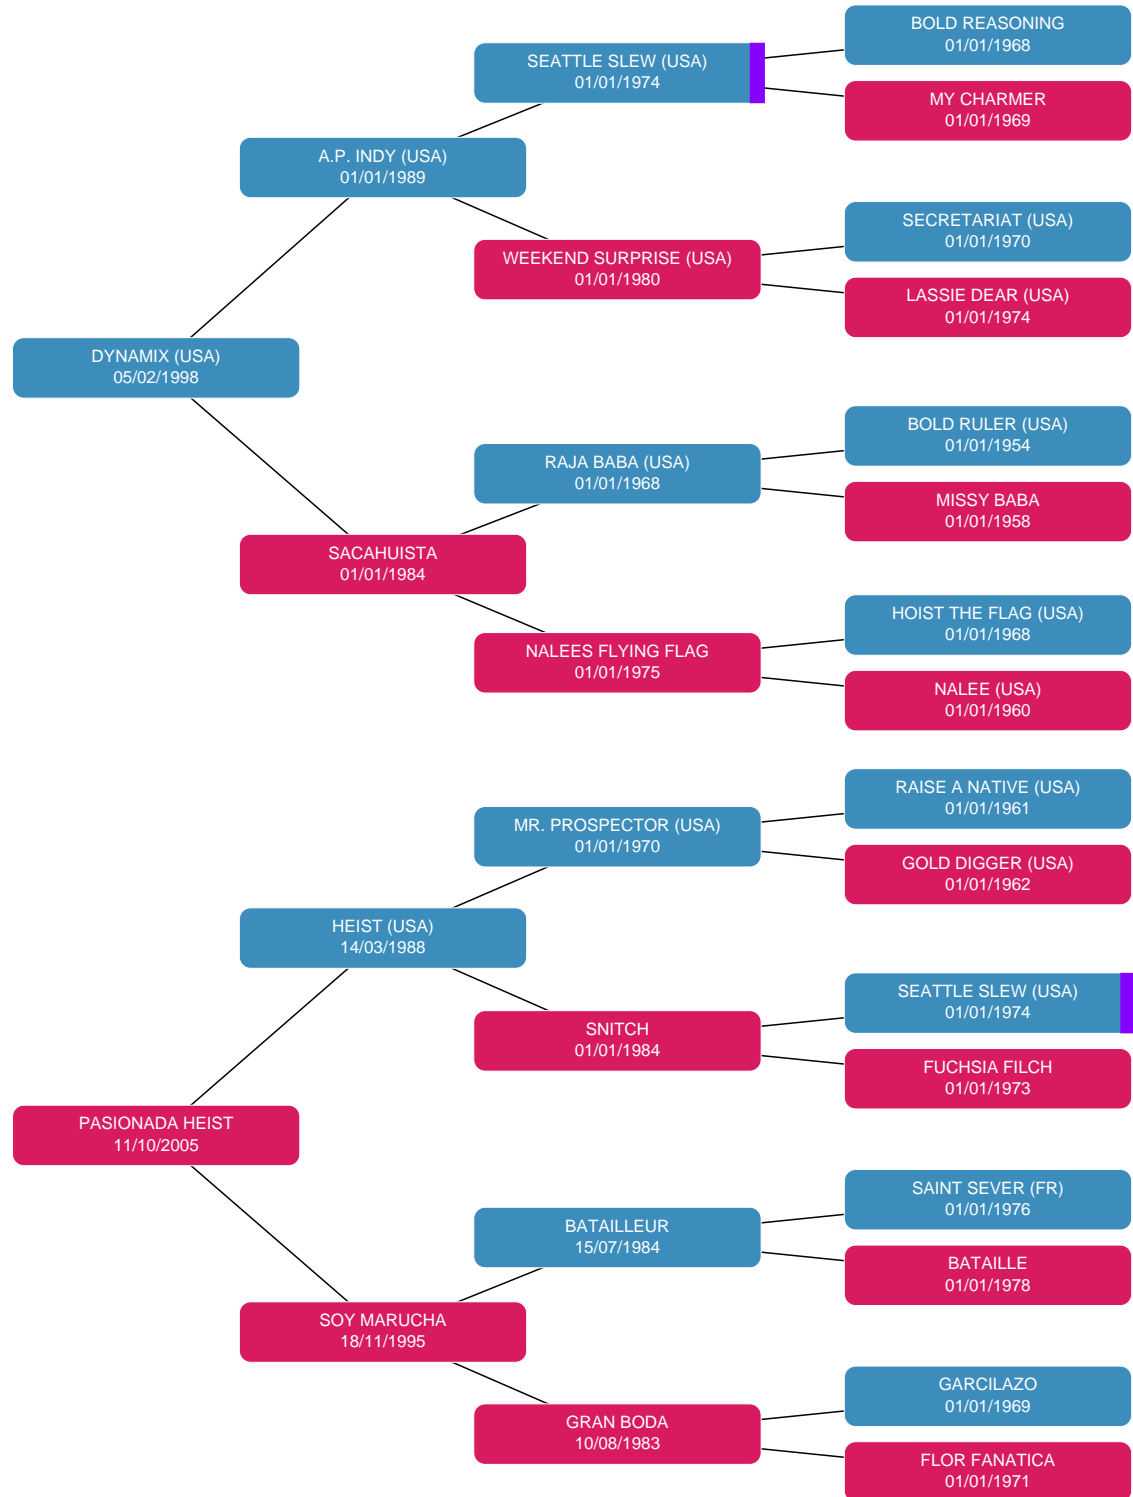 BOLD REASONING
01/01/1968
SEATTLE SLEW (USA)
01/01/1974
MY CHARMER
01/01/1969
A.P. INDY (USA)
01/01/1989
SECRETARIAT (USA)
01/01/1970
WEEKEND SURPRISE (USA)
01/01/1980
LASSIE DEAR (USA)
01/01/1974
DYNAMIX (USA)
05/02/1998
BOLD RULER (USA)
01/01/1954
RAJA BABA (USA)
01/01/1968
MISSY BABA
01/01/1958
SACAHUISTA
01/01/1984
HOIST THE FLAG (USA)
01/01/1968
NALEES FLYING FLAG
01/01/1975
NALEE (USA)
01/01/1960
RAISE A NATIVE (USA)
01/01/1961
MR. PROSPECTOR (USA)
01/01/1970
GOLD DIGGER (USA)
01/01/1962
HEIST (USA)
14/03/1988
SEATTLE SLEW (USA)
01/01/1974
SNITCH
01/01/1984
FUCHSIA FILCH
01/01/1973
PASIONADA HEIST
11/10/2005
SAINT SEVER (FR)
01/01/1976
BATAILLEUR
15/07/1984
BATAILLE
01/01/1978
SOY MARUCHA
18/11/1995
GARCILAZO
01/01/1969
GRAN BODA
10/08/1983
FLOR FANATICA
01/01/1971